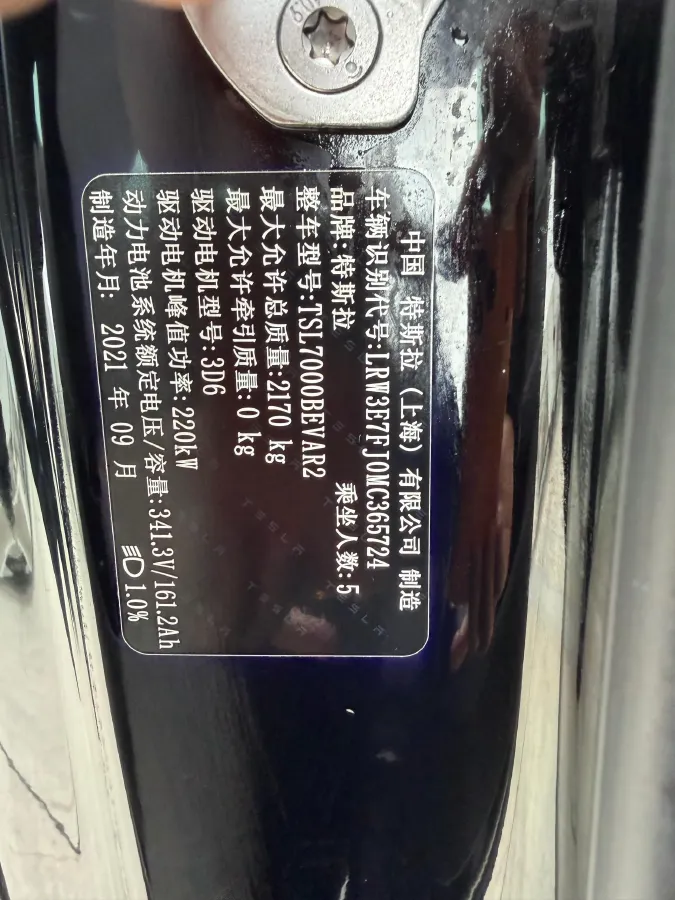 中国 特斯拉 (上海) 有限公司 制造
车辆识别代号:LRW3E7FJ0MC365724
品牌:特斯拉 乘坐人数:5
整车型号:TSL7000BEVAR2
最大允许总质量:2170 kg
最大允许牵引质量:0 kg
驱动电机型号:3D6
驱动电机峰值功率:220kW
动力电池系统额定电压/容量:341.3V/161.2Ah
制造年月: 2021 年 09 月 1.0%
TESLA
TESLA
TESLA
TESLA